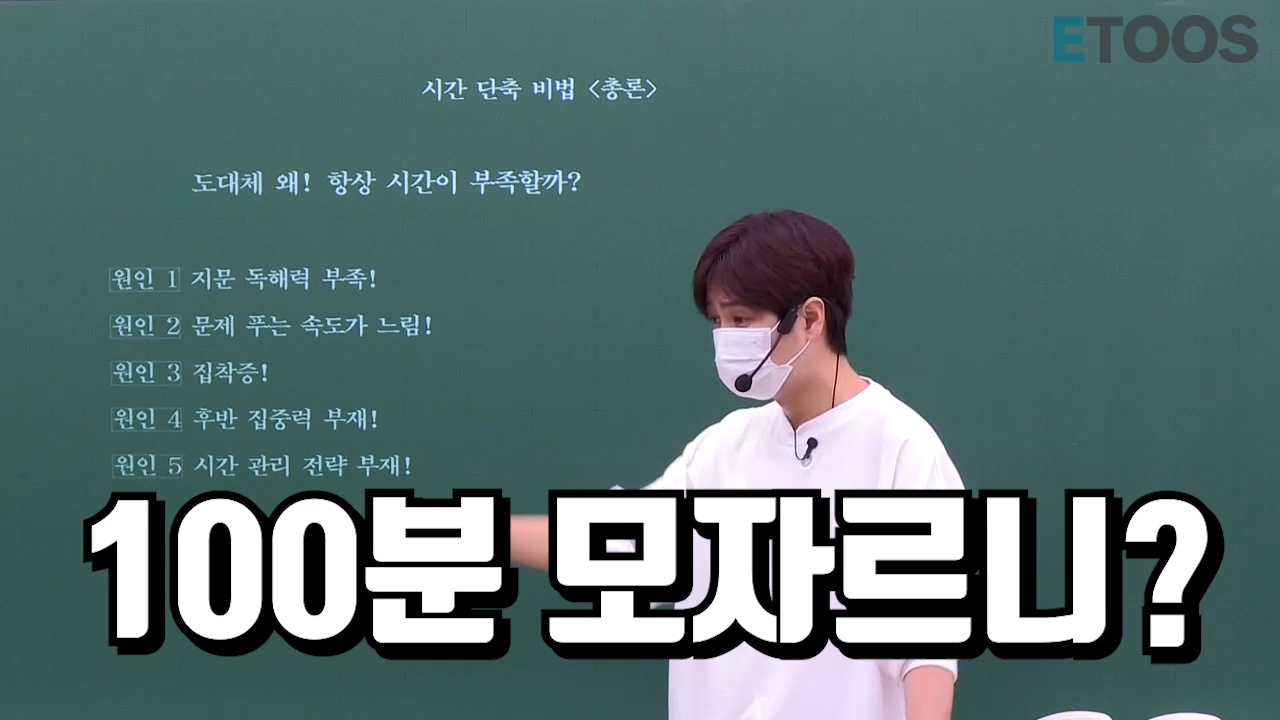 ETOOS
시간 단축 비법 <총론>
도대체 왜! 항상 시간이 부족할까?
원인 1 지문 독해력 부족!
원인 2 문제 푸는 속도가 느림!
원인 3 집착증!
원인 4 후반 집중력 부재!
원인 5 시간 관리 전략 부재!
100분 모자르니?